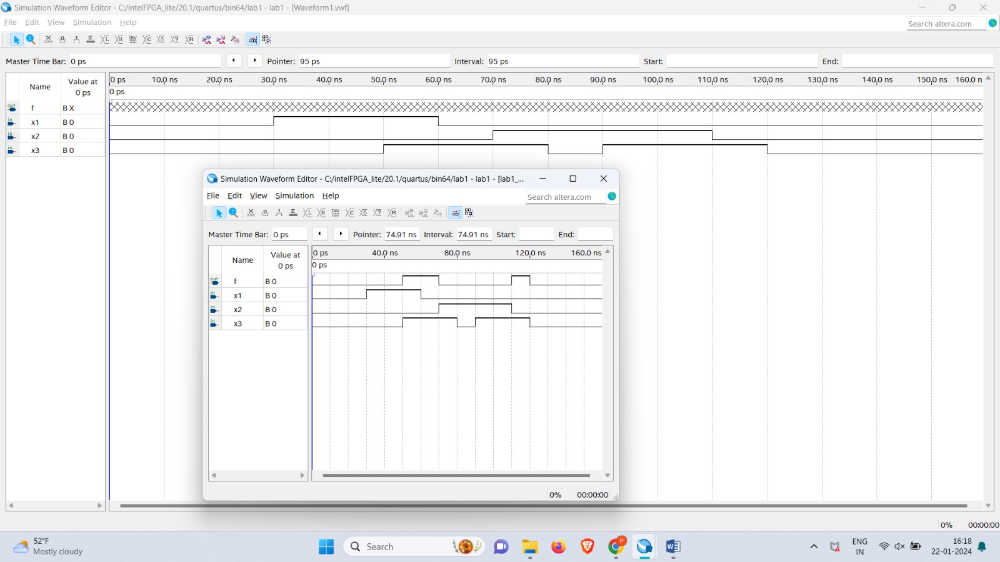 Simulation Waveform Editor - C:/intelFPGA_lite/20.1/quartus/bin64/lab1 - lab1 - [Waveform1.vwf]
File Edit View Simulation Help
Search altera.com
Master Time Bar: 0 ps Pointer: 95 ps Interval: 95 ps Start: End:
Name Value at 0 ps
0 ps 10.0 ns 20.0 ns 30.0 ns 40.0 ns 50.0 ns 60.0 ns 70.0 ns 80.0 ns 90.0 ns 100.0 ns 110.0 ns 120.0 ns 130.0 ns 140.0 ns 150.0 ns 160.0 n
0 ps
out f B X
in x1 B 0
in x2 B 0
in x3 B 0
Simulation Waveform Editor - C:/intelFPGA_lite/20.1/quartus/bin64/lab1 - lab1 - [lab1_...
File Edit View Simulation Help
Search altera.com
Master Time Bar: 0 ps Pointer: 74.91 ns Interval: 74.91 ns Start: End:
Name Value at 0 ps
0 ps 40.0 ns 80.0 ns 120.0 ns 160.0 ns
0 ps
out f B 0
in x1 B 0
in x2 B 0
in x3 B 0
0% 00:00:00
0% 00:00:00
52°F
Mostly cloudy
Search
P
ENG
IN
16:18
22-01-2024